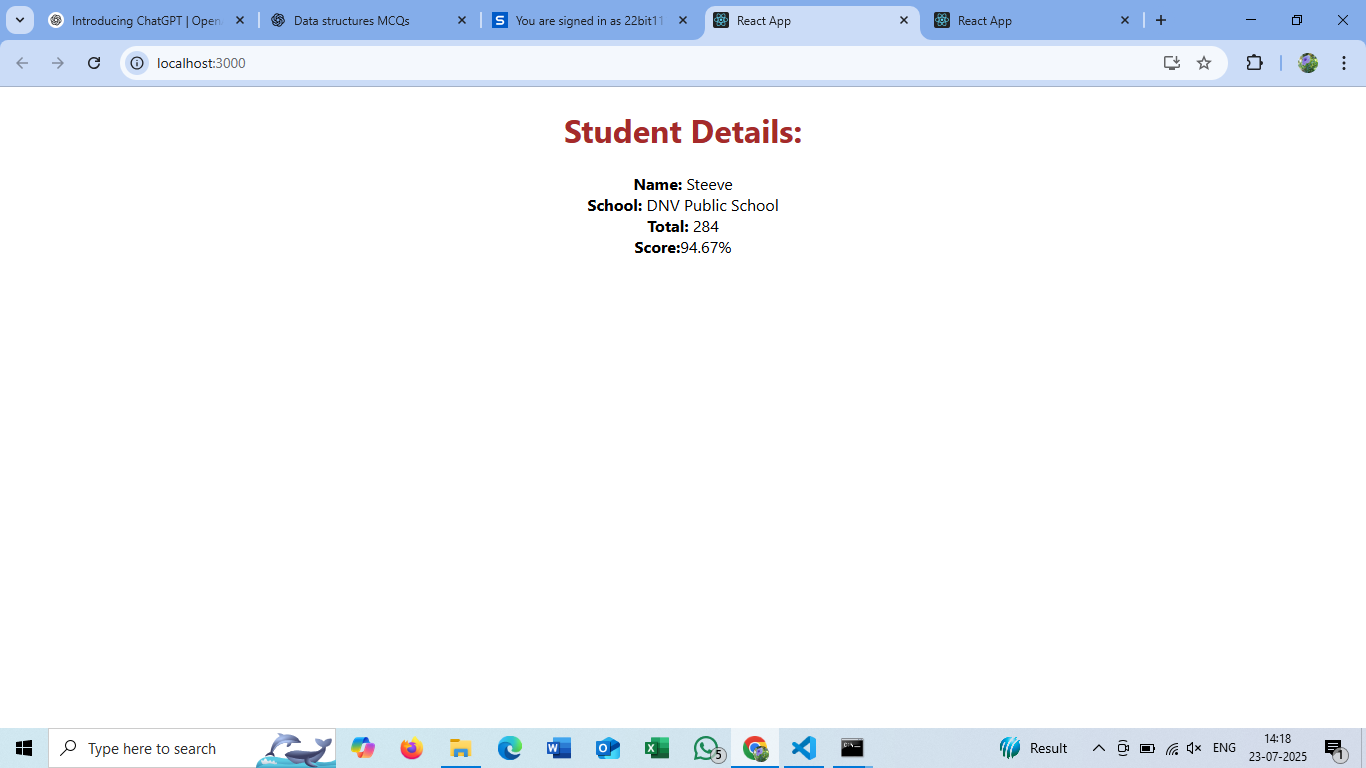 Introducing ChatGPT | Open
Data structures MCQs
S
You are signed in as 22bit11
React App
React App
localhost:3000
Student Details:
Name: Steeve
School: DNV Public School
Total: 284
Score:94.67%
Type here to search
5
Result
ENG
14:18
23-07-2025
1